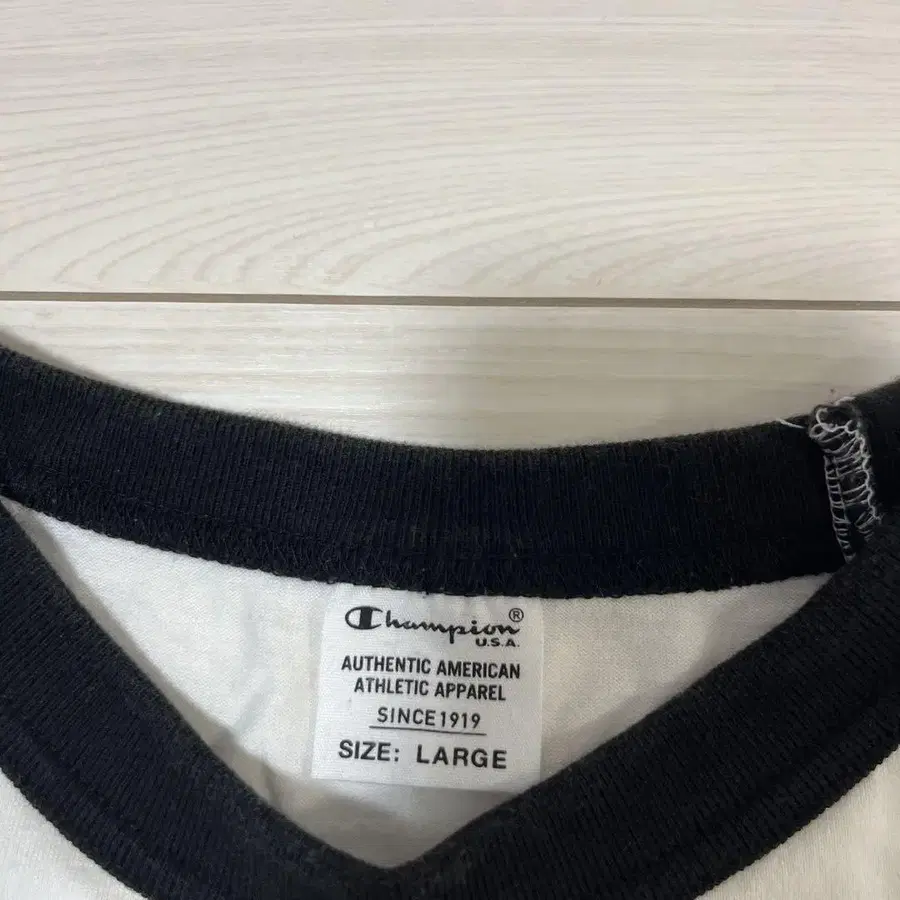 Champion®
U.S.A.
AUTHENTIC AMERICAN
ATHLETIC APPAREL
SINCE1919
SIZE: LARGE